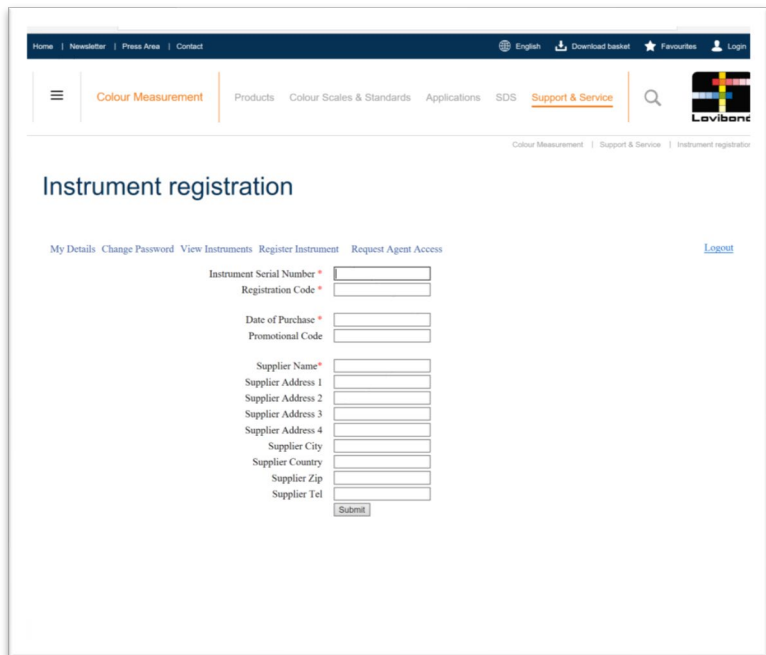 Home | Newsletter | Press Area | Contact English Download basket Favourites Login
Colour Measurement Products Colour Scales & Standards Applications SDS Support & Service
Lovibond
Colour Measurement | Support & Service | Instrument registration
Instrument registration
My Details Change Password View Instruments Register Instrument Request Agent Access Logout
Instrument Serial Number *
Registration Code *
Date of Purchase *
Promotional Code
Supplier Name*
Supplier Address 1
Supplier Address 2
Supplier Address 3
Supplier Address 4
Supplier City
Supplier Country
Supplier Zip
Supplier Tel
Submit